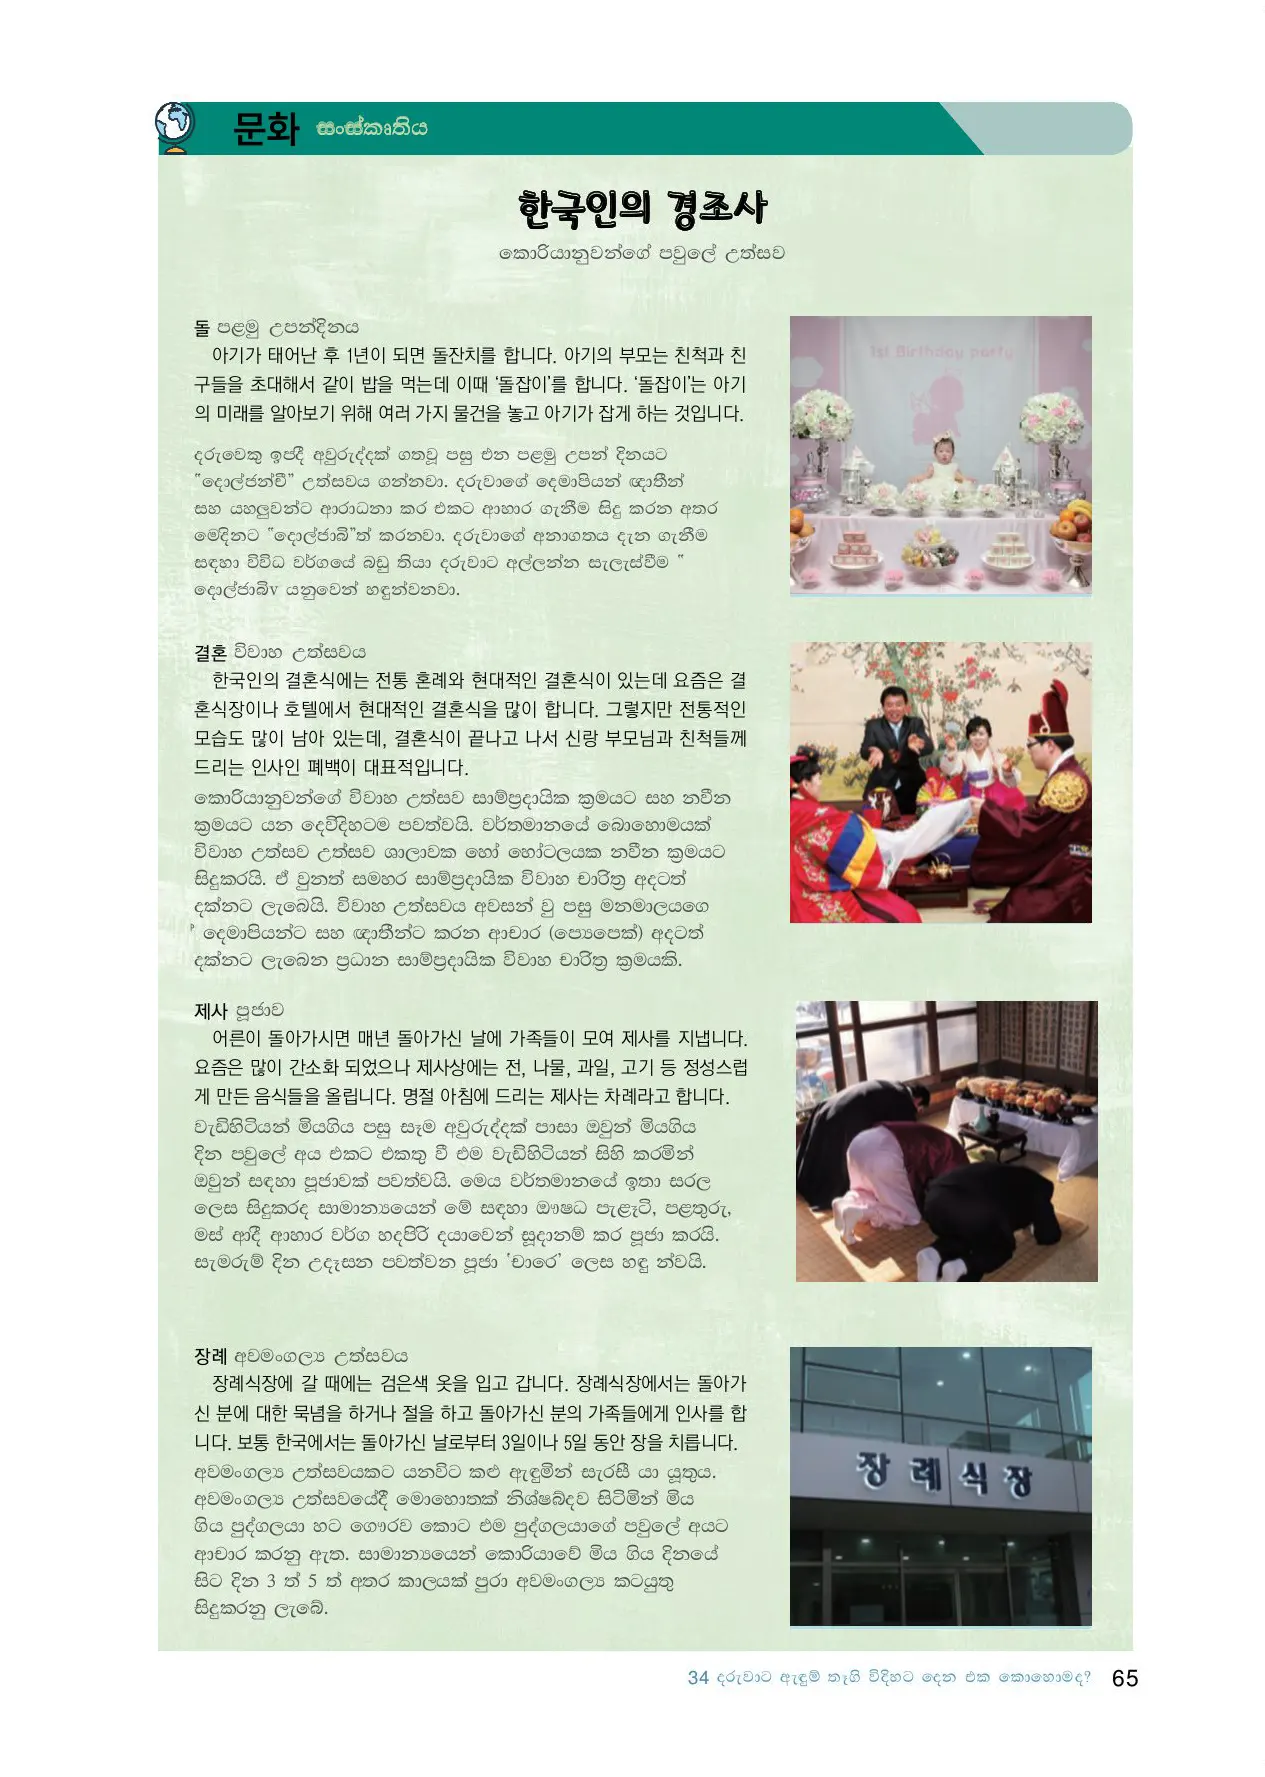 문화 සංස්කෘතිය
한국인의 경조사
කොරියානුවන්ගේ පවුලේ උත්සව
돌 පළමු උපන්දිනය
아기가 태어난 후 1년이 되면 돌잔치를 합니다. 아기의 부모는 친척과 친
구들을 초대해서 같이 밥을 먹는데 이때 ‘돌잡이’를 합니다. ‘돌잡이’는 아기
의 미래를 알아보기 위해 여러 가지 물건을 놓고 아기가 잡게 하는 것입니다.
දරුවෙකු ඉපදී අවුරුද්දක් ගතවූ පසු එන පළමු උපන් දිනයට
“දොල්ජන්චී” උත්සවය ගන්නවා. දරුවාගේ දෙමාපියන් ඥාතීන්
සහ යහලුවන්ට ආරාධනා කර එකට ආහාර ගැනීම සිදු කරන අතර
මෙදිනට “දොල්ජාබි”ත් කරනවා. දරුවාගේ අනාගතය දැන ගැනීම
සඳහා විවිධ වර්ගයේ බඩු තියා දරුවාට අල්ලන්න සැලැස්වීම “
දොල්ජාබිv යනුවෙන් හඳුන්වනවා.
1st Birthday party
결혼 විවාහ උත්සවය
한국인의 결혼식에는 전통 혼례와 현대적인 결혼식이 있는데 요즘은 결
혼식장이나 호텔에서 현대적인 결혼식을 많이 합니다. 그렇지만 전통적인
모습도 많이 남아 있는데, 결혼식이 끝나고 나서 신랑 부모님과 친척들께
드리는 인사인 폐백이 대표적입니다.
කොරියානුවන්ගේ විවාහ උත්සව සාම්ප්‍රදායික ක්‍රමයට සහ නවීන
ක්‍රමයට යන දෙවිදිහටම පවත්වයි. වර්තමානයේ බොහොමයක්
විවාහ උත්සව උත්සව ශාලාවක හෝ හෝටලයක නවීන ක්‍රමයට
සිදුකරයි. ඒ වුනත් සමහර සාම්ප්‍රදායික විවාහ චාරිත්‍ර අදටත්
දක්නට ලැබෙයි. විවාහ උත්සවය අවසන් වු පසු මනමාලයගෙ
් දෙමාපියන්ට සහ ඥාතීන්ට කරන ආචාර (පෙයෙපෙක්) අදටත්
දක්නට ලැබෙන ප්‍රධාන සාම්ප්‍රදායික විවාහ චාරිත්‍ර ක්‍රමයකි.
제사 පූජාව
어른이 돌아가시면 매년 돌아가신 날에 가족들이 모여 제사를 지냅니다.
요즘은 많이 간소화 되었으나 제사상에는 전, 나물, 과일, 고기 등 정성스럽
게 만든 음식들을 올립니다. 명절 아침에 드리는 제사는 차례라고 합니다.
වැඩිහිටියන් මියගිය පසු සෑම අවුරුද්දක් පාසා ඔවුන් මියගිය
දින පවුලේ අය එකට එකතු වී එම වැඩිහිටියන් සිහි කරමින්
ඔවුන් සඳහා පූජාවක් පවත්වයි. මෙය වර්තමානයේ ඉතා සරල
ලෙස සිදුකරද සාමාන්‍යයෙන් මේ සඳහා ඖෂධ පැළෑටි, පළතුරු,
මස් ආදී ආහාර වර්ග හදපිරි දයාවෙන් සූදානම් කර පූජා කරයි.
සැමරුම් දින උදෑසන පවත්වන පූජා ‘චාරෙ’ ලෙස හඳු න්වයි.
장례 අවමංගල්‍ය උත්සවය
장례식장에 갈 때에는 검은색 옷을 입고 갑니다. 장례식장에서는 돌아가
신 분에 대한 묵념을 하거나 절을 하고 돌아가신 분의 가족들에게 인사를 합
니다. 보통 한국에서는 돌아가신 날로부터 3일이나 5일 동안 장을 치릅니다.
අවමංගල්‍ය උත්සවයකට යනවිට කළු ඇඳුමින් සැරසී යා යූතුය.
අවමංගල්‍ය උත්සවයේදී මොහොතක් නිශ්ෂබ්දව සිටිමින් මිය
ගිය පුද්ගලයා හට ගෞරව කොට එම පුද්ගලයාගේ පවුලේ අයට
ආචාර කරනු ඇත. සාමාන්‍යයෙන් කොරියාවේ මිය ගිය දිනයේ
සිට දින 3 ත් 5 ත් අතර කාලයක් පුරා අවමංගල්‍ය කටයුතු
සිදුකරනු ලැබේ.
장례식장
34 දරුවාට ඇඳුම් තෑගි විදිහට දෙන එක කොහොමද? 65